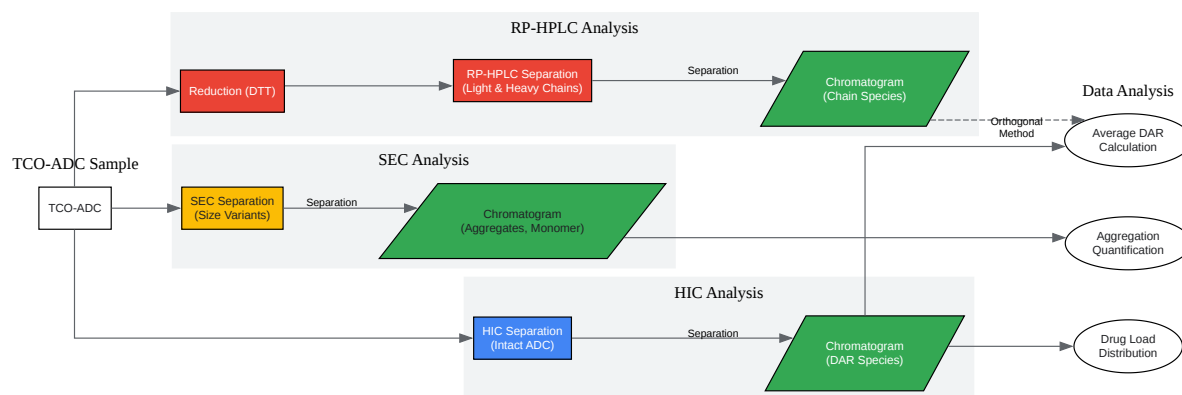 RP-HPLC Analysis
Reduction (DTT)
RP-HPLC Separation
(Light & Heavy Chains)
Separation
Chromatogram
(Chain Species)
Orthogonal
Method
Data Analysis
Average DAR
Calculation
TCO-ADC Sample
TCO-ADC
SEC Analysis
SEC Separation
(Size Variants)
Separation
Chromatogram
(Aggregates, Monomer)
Aggregation
Quantification
HIC Analysis
HIC Separation
(Intact ADC)
Separation
Chromatogram
(DAR Species)
Drug Load
Distribution